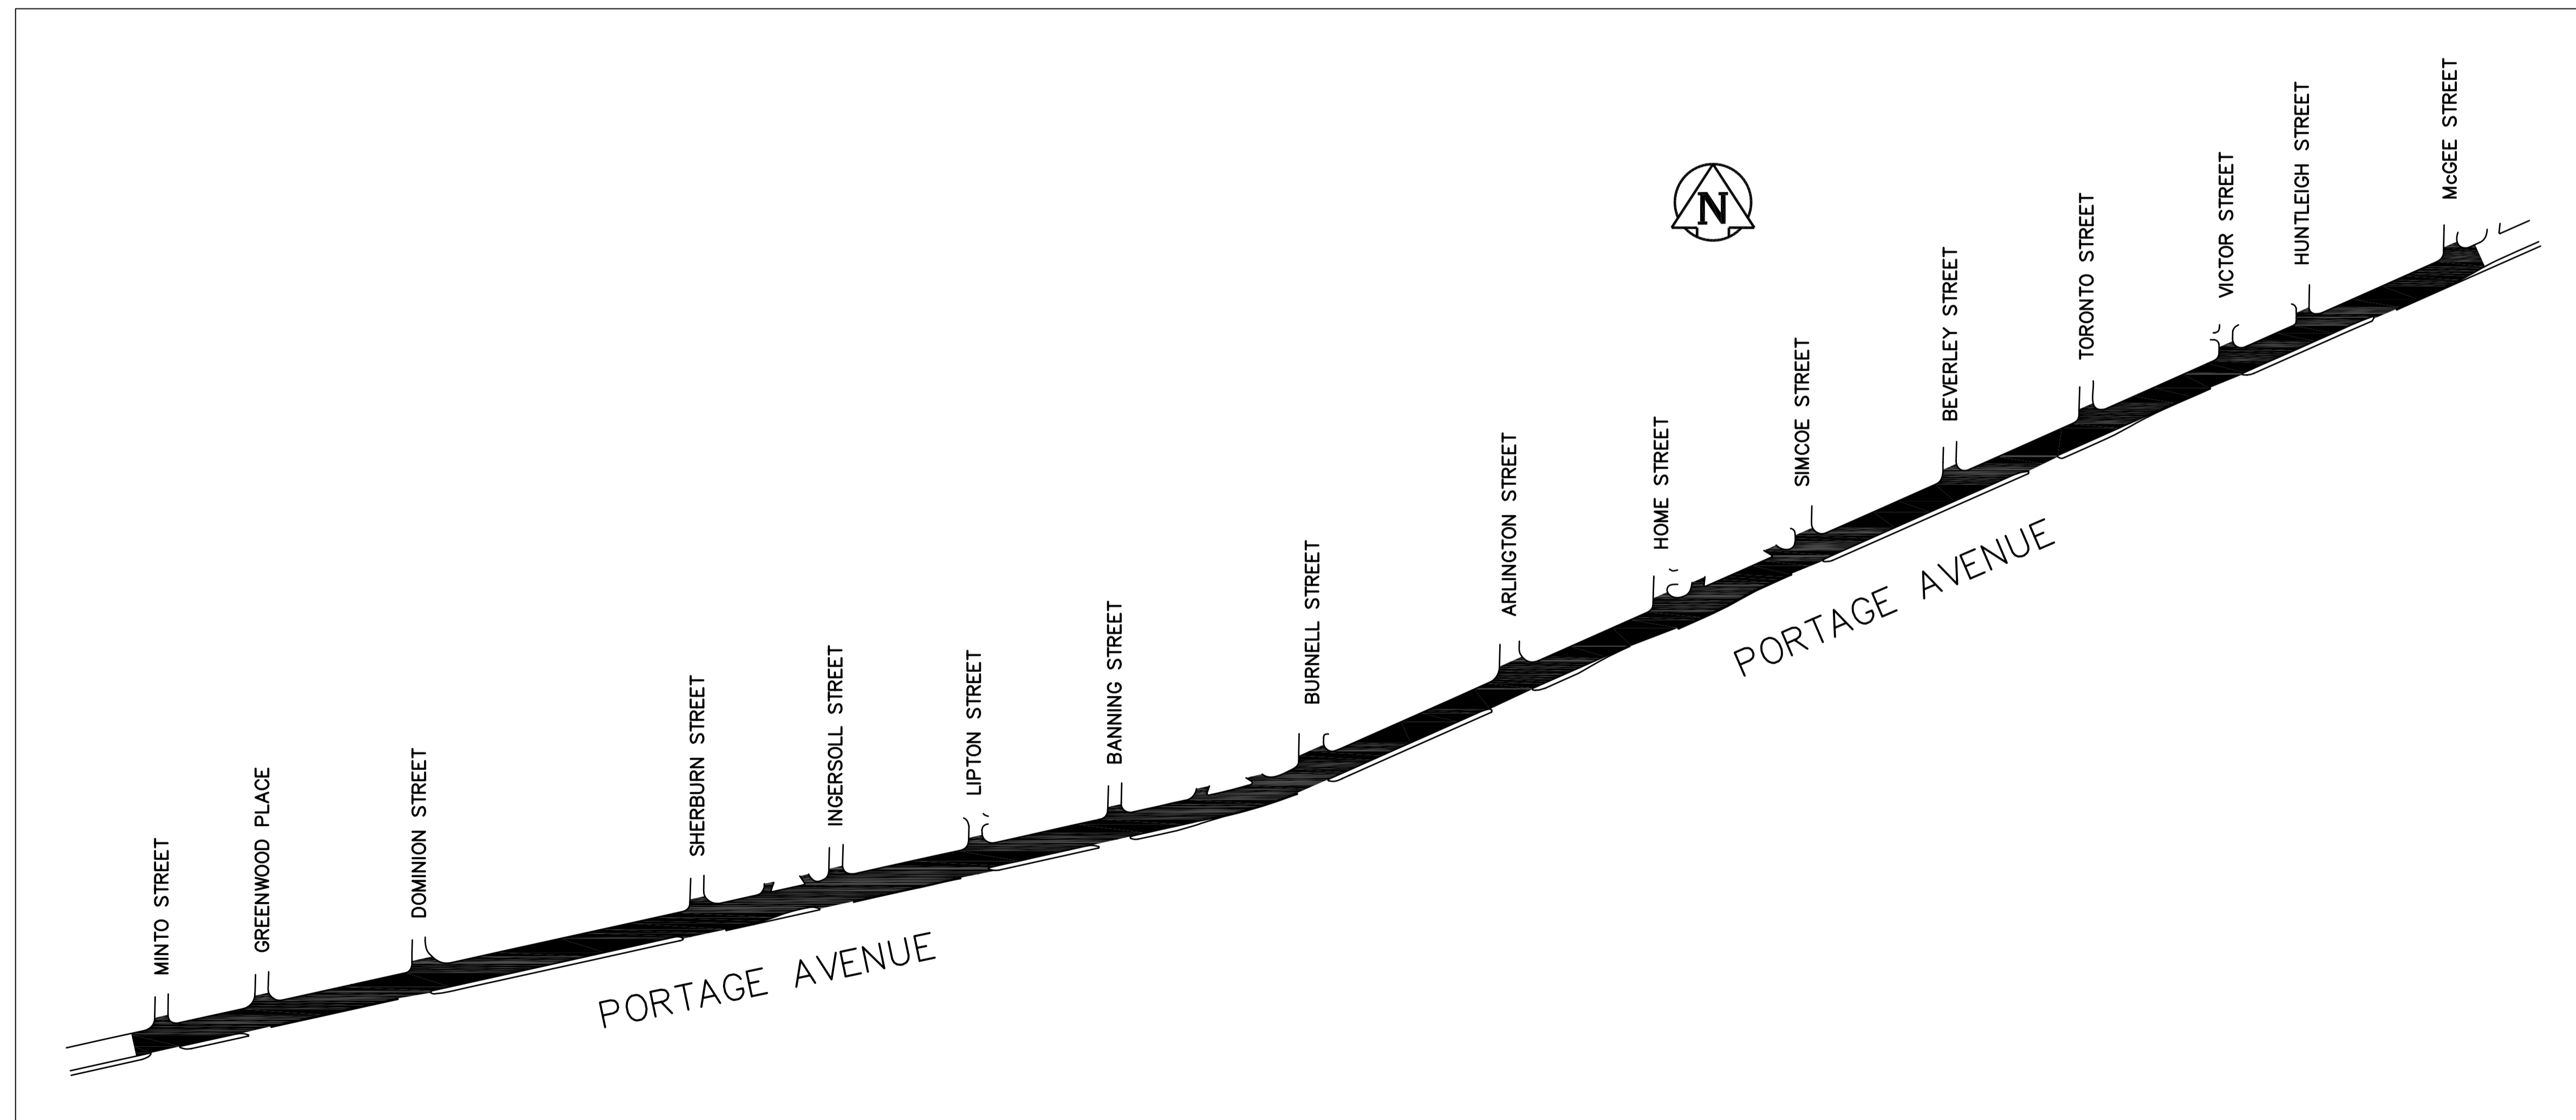 MINTO STREET
GREENWOOD PLACE
DOMINION STREET
SHERBURN STREET
INGERSOLL STREET
LIPTON STREET
BANNING STREET
BURNELL STREET
ARLINGTON STREET
HOME STREET
N
SIMCOE STREET
BEVERLEY STREET
TORONTO STREET
VICTOR STREET
HUNTLEIGH STREET
McGEE STREET
PORTAGE AVENUE
PORTAGE AVENUE